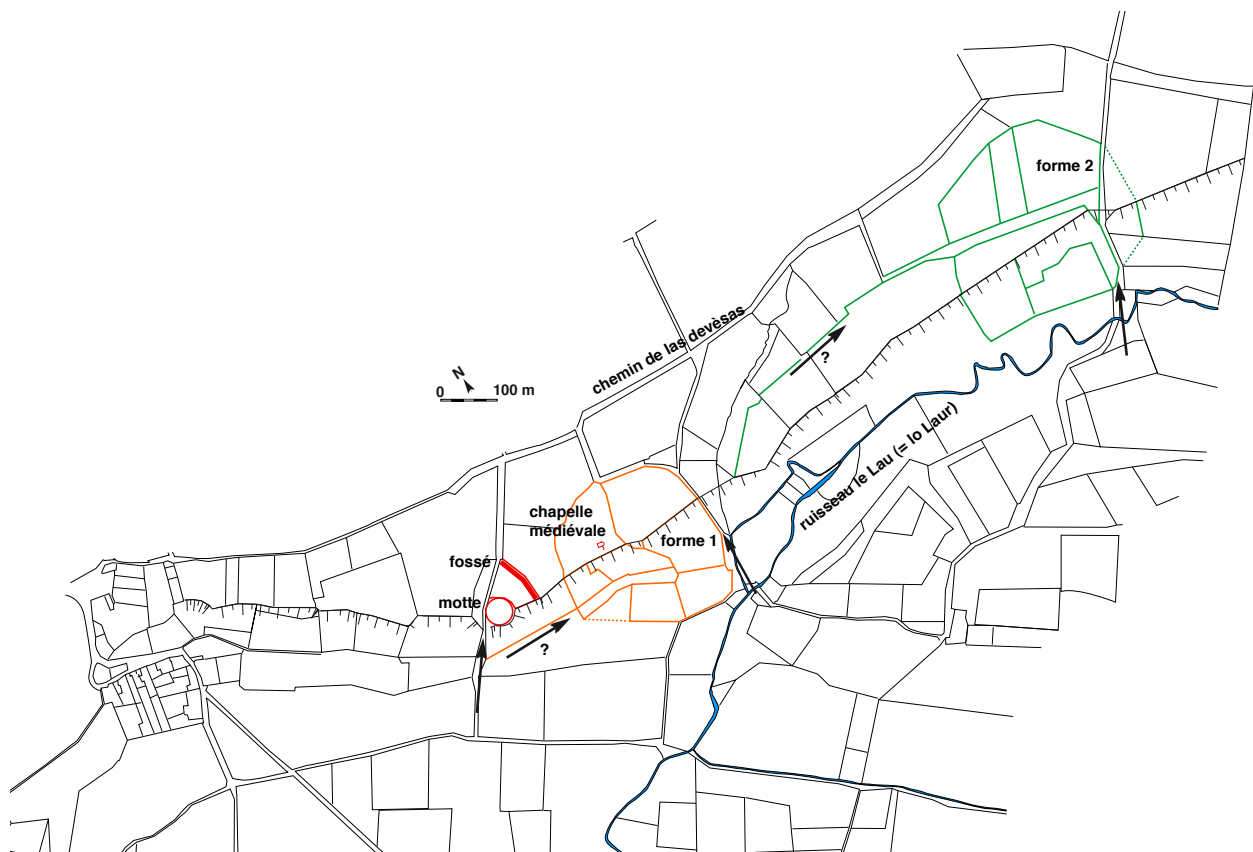 forme 2
chemin de las devèsas
?
N
0 100 m
ruisseau le Lau (= lo Laur)
chapelle
médiévale
forme 1
fossé
motte
?